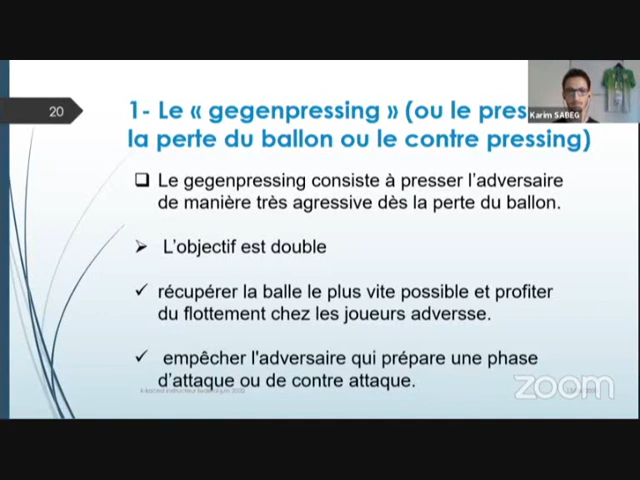 20
1- Le « gegenpressing » (ou le pres
la perte du ballon ou le contre pressing)
Karim SABEG
Le gegenpressing consiste à presser l'adversaire
de manière très agressive dès la perte du ballon.
L'objectif est double
récupérer la balle le plus vite possible et profiter
du flottement chez les joueurs adversse.
empêcher l'adversaire qui prépare une phase
d'attaque ou de contre attaque.
zoom